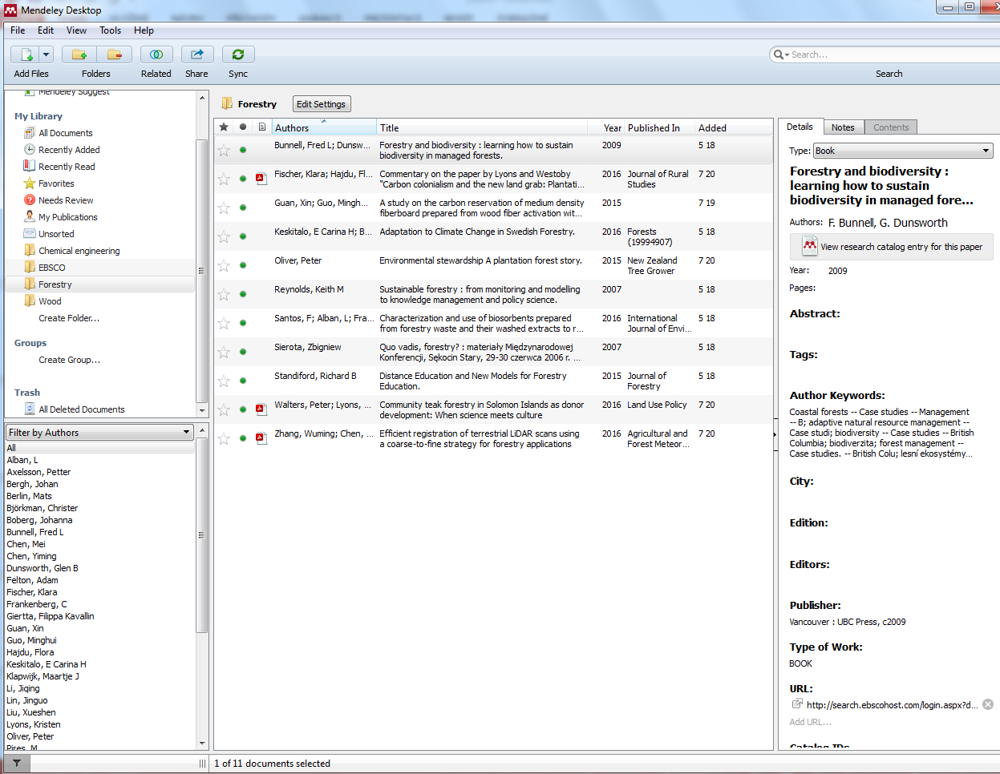 Mendeley Desktop
File Edit View Tools Help
Add Files Folders Related Share Sync
Search...
Search
Mendeley Suggest
My Library
All Documents
Recently Added
Recently Read
Favorites
Needs Review
My Publications
Unsorted
Chemical engineering
EBSCO
Forestry
Wood
Create Folder...
Groups
Create Group...
Trash
All Deleted Documents
Filter by Authors
All
Alban, L
Axelsson, Petter
Bergh, Johan
Berlin, Mats
Björkman, Christer
Boberg, Johanna
Bunnell, Fred L
Chen, Mei
Chen, Yiming
Dunsworth, Glen B
Felton, Adam
Fischer, Klara
Frankenberg, C
Giertta, Filippa Kavallin
Guan, Xin
Guo, Minghui
Hajdu, Flora
Keskitalo, E Carina H
Klapwijk, Maartje J
Li, Jiqing
Lin, Jinguo
Liu, Xueshen
Lyons, Kristen
Oliver, Peter
Pires, M
Forestry Edit Settings
Authors Title Year Published In Added
Bunnell, Fred L; Dunsw... Forestry and biodiversity : learning how to sustain 2009 5 18
biodiversity in managed forests.
Fischer, Klara; Hajdu, Fl... Commentary on the paper by Lyons and Westoby 2016 Journal of Rural 7 20
"Carbon colonialism and the new land grab: Plantati... Studies
Guan, Xin; Guo, Mingh... A study on the carbon reservation of medium density 2015 7 19
fiberboard prepared from wood fiber activation wit...
Keskitalo, E Carina H; B... Adaptation to Climate Change in Swedish Forestry. 2016 Forests 5 18
(19994907)
Oliver, Peter Environmental stewardship A plantation forest story. 2015 New Zealand 7 20
Tree Grower
Reynolds, Keith M Sustainable forestry : from monitoring and modelling 2007 5 18
to knowledge management and policy science.
Santos, F; Alban, L; Fra... Characterization and use of biosorbents prepared 2016 International 5 18
from forestry waste and their washed extracts to r... Journal of Envi...
Sierota, Zbigniew Quo vadis, forestry? : materiały Międzynarodowej 2007 5 18
Konferencji, Sękocin Stary, 29-30 czerwca 2006 r. ...
Standiford, Richard B Distance Education and New Models for Forestry 2015 Journal of 5 18
Education. Forestry
Walters, Peter; Lyons, ... Community teak forestry in Solomon Islands as donor 2016 Land Use Policy 7 20
development: When science meets culture
Zhang, Wuming; Chen, ... Efficient registration of terrestrial LiDAR scans using 2016 Agricultural and 7 20
a coarse-to-fine strategy for forestry applications Forest Meteor...
Details Notes Contents
Type: Book
Forestry and biodiversity :
learning how to sustain
biodiversity in managed fore...
Authors: F. Bunnell, G. Dunsworth
View research catalog entry for this paper
Year: 2009
Pages:
Abstract:
Tags:
Author Keywords:
Coastal forests -- Case studies -- Management
-- B; adaptive natural resource management --
Case studi; biodiversity -- Case studies -- British
Columbia; biodiverzita; forest management --
Case studies. -- British Colu; lesní ekosystémy...
City:
Edition:
Editors:
Publisher:
Vancouver : UBC Press, c2009
Type of Work:
BOOK
URL:
http://search.ebscohost.com/login.aspx?d...
Add URL...
Catalog IDs
1 of 11 documents selected